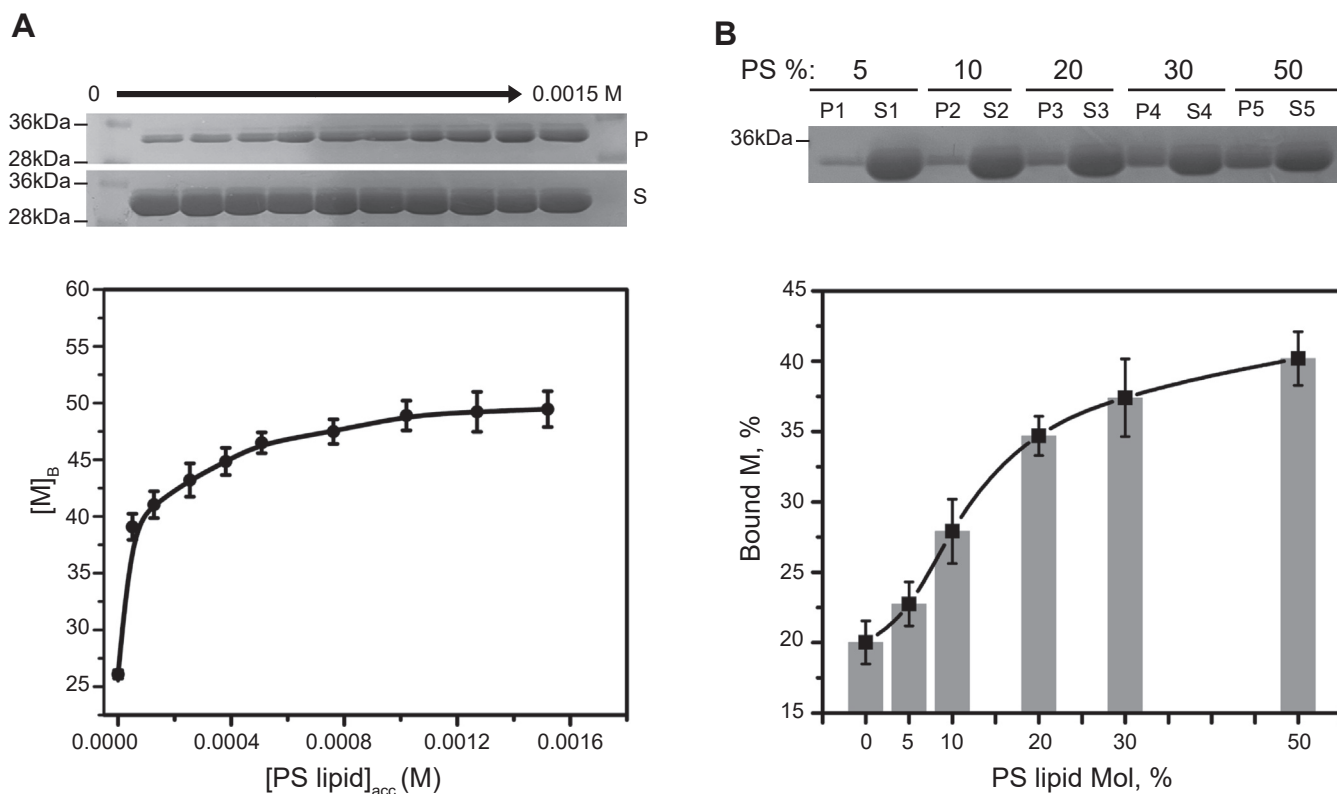 A
0 0.0015 M
36kDa
P
28kDa
36kDa
S
28kDa
60
55
50
45
40
35
30
25
[M]B
0.0000 0.0004 0.0008 0.0012 0.0016
[PS lipid]acc (M)
B
PS %: 5 10 20 30 50
P1 S1 P2 S2 P3 S3 P4 S4 P5 S5
36kDa
45
40
35
30
25
20
15
Bound M, %
0 5 10 20 30 50
PS lipid Mol, %